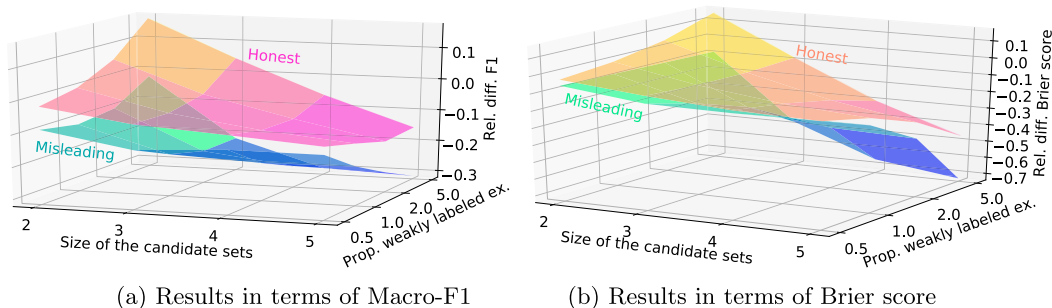 Honest
Misleading
0.1
0.0
−0.1
−0.2
−0.3
Rel. diff. F1
2
3
4
5
Size of the candidate sets
0.5
1.0
2.0
5.0
Prop. weakly labeled ex.
(a) Results in terms of Macro-F1
Honest
Misleading
0.1
0.0
−0.1
−0.2
−0.3
−0.4
−0.5
−0.6
−0.7
Rel. diff. Brier score
2
3
4
5
Size of the candidate sets
0.5
1.0
2.0
5.0
Prop. weakly labeled ex.
(b) Results in terms of Brier score